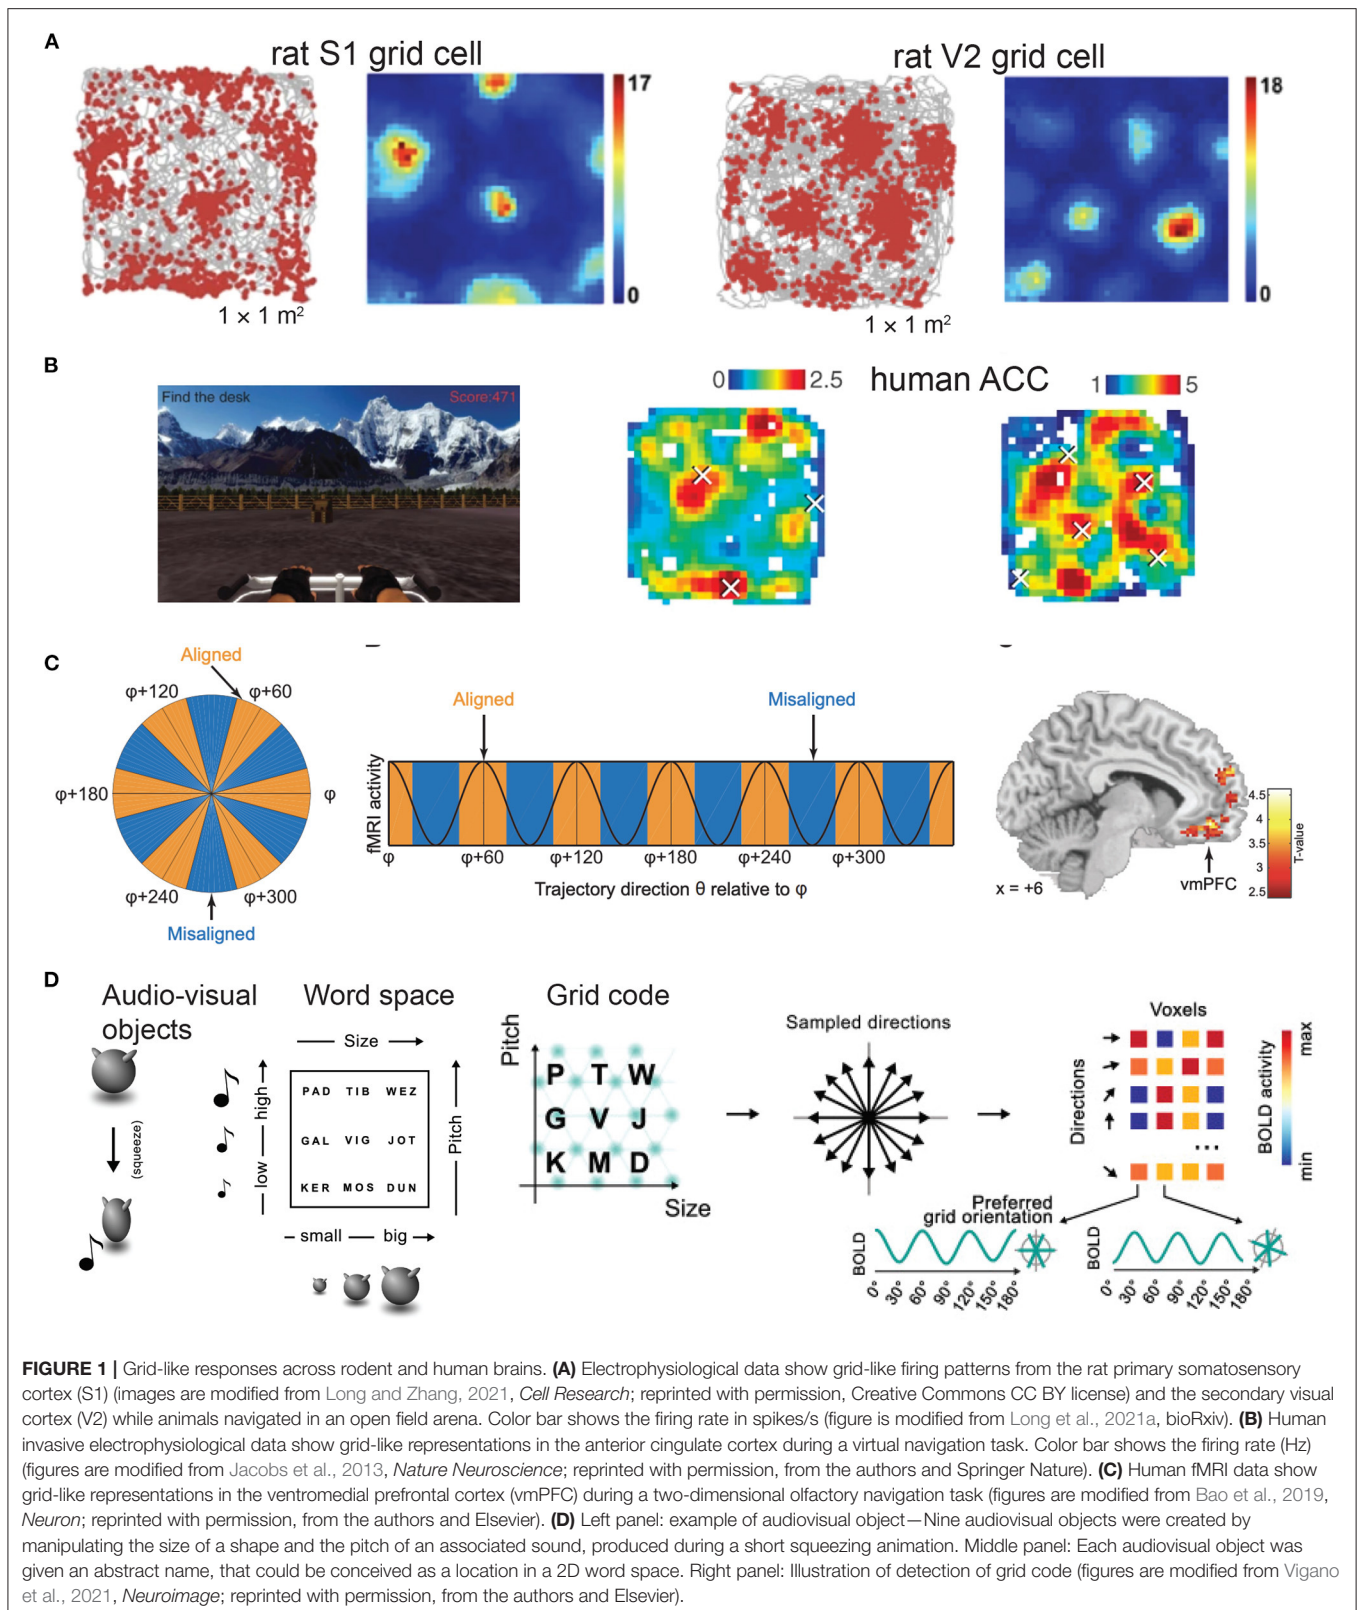 A
rat S1 grid cell
rat V2 grid cell
17
0
18
0
1 × 1 m²
1 × 1 m²
B
Find the desk
Score:471
0 2.5
human ACC
1 5
C
Aligned
φ+120
φ+60
φ+180
φ
φ+240
φ+300
Misaligned
Aligned
Misaligned
fMRI activity
φ φ+60 φ+120 φ+180 φ+240 φ+300
Trajectory direction θ relative to φ
x = +6
vmPFC
4.5
4
3.5
3
2.5
T-value
D
Audio-visual
objects
(squeeze)
Word space
Size
low
high
Pitch
PAD TIB WEZ
GAL VIG JOT
KER MOS DUN
small big
Grid code
Pitch
P T W
G V J
K M D
Size
Sampled directions
Voxels
Directions
...
max
BOLD activity
min
Preferred
grid orientation
BOLD
0° 30° 60° 90° 120° 150° 180°
BOLD
0° 30° 60° 90° 120° 150° 180°
FIGURE 1 | Grid-like responses across rodent and human brains. (A) Electrophysiological data show grid-like firing patterns from the rat primary somatosensory
cortex (S1) (images are modified from Long and Zhang, 2021, Cell Research; reprinted with permission, Creative Commons CC BY license) and the secondary visual
cortex (V2) while animals navigated in an open field arena. Color bar shows the firing rate in spikes/s (figure is modified from Long et al., 2021a, bioRxiv). (B) Human
invasive electrophysiological data show grid-like representations in the anterior cingulate cortex during a virtual navigation task. Color bar shows the firing rate (Hz)
(figures are modified from Jacobs et al., 2013, Nature Neuroscience; reprinted with permission, from the authors and Springer Nature). (C) Human fMRI data show
grid-like representations in the ventromedial prefrontal cortex (vmPFC) during a two-dimensional olfactory navigation task (figures are modified from Bao et al., 2019,
Neuron; reprinted with permission, from the authors and Elsevier). (D) Left panel: example of audiovisual object—Nine audiovisual objects were created by
manipulating the size of a shape and the pitch of an associated sound, produced during a short squeezing animation. Middle panel: Each audiovisual object was
given an abstract name, that could be conceived as a location in a 2D word space. Right panel: Illustration of detection of grid code (figures are modified from Vigano
et al., 2021, Neuroimage; reprinted with permission, from the authors and Elsevier).